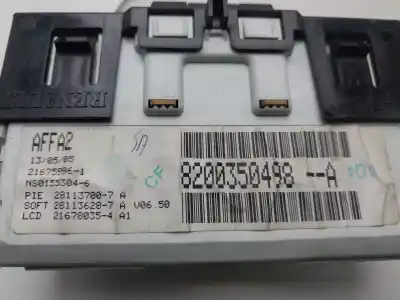 RENAULT
AFFA2
13/05/05
21675996-1
NS0155304-6
PIE 28113700-7 A
SOFT 28113628-7 A V06.50
LCD 21678035-4 A1
8200350498 --A